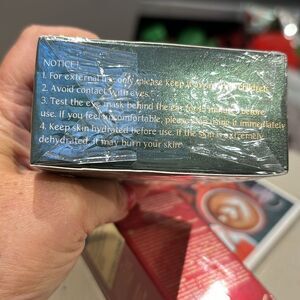 NOTICE!
1. For external use only, please keep it away from children.
2. Avoid contact with eyes.
3. Test the eye mask behind the ear for 15 minutes before
use. If you feel uncomfortable, please stop using it immediately
4. Keep skin hydrated before use. If the skin is extremely
dehydrated, it may burn your skin.